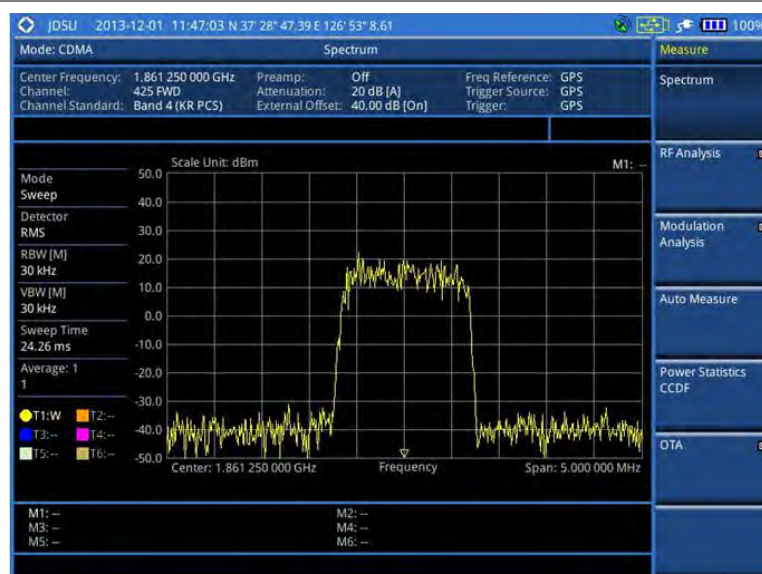 JDSU 2013-12-01 11:47:03 N 37' 28" 47.39 E 126' 53" 8.61 100%
Mode: CDMA Spectrum Measure
Center Frequency: 1.861 250 000 GHz Preamp: Off Freq Reference: GPS
Channel: 425 FWD Attenuation: 20 dB [A] Trigger Source: GPS
Channel Standard: Band 4 (KR PCS) External Offset: 40.00 dB [On] Trigger: GPS
Spectrum
RF Analysis
Modulation
Analysis
Auto Measure
Power Statistics
CCDF
OTA
Scale Unit: dBm M1: --
Mode
Sweep
Detector
RMS
RBW [M]
30 kHz
VBW [M]
30 kHz
Sweep Time
24.26 ms
Average: 1
1
T1:W T2:--
T3:-- T4:--
T5:-- T6:--
50.0
40.0
30.0
20.0
10.0
0.0
-10.0
-20.0
-30.0
-40.0
-50.0
Center: 1.861 250 000 GHz Frequency Span: 5.000 000 MHz
M1: -- M2: --
M3: -- M4: --
M5: -- M6: --